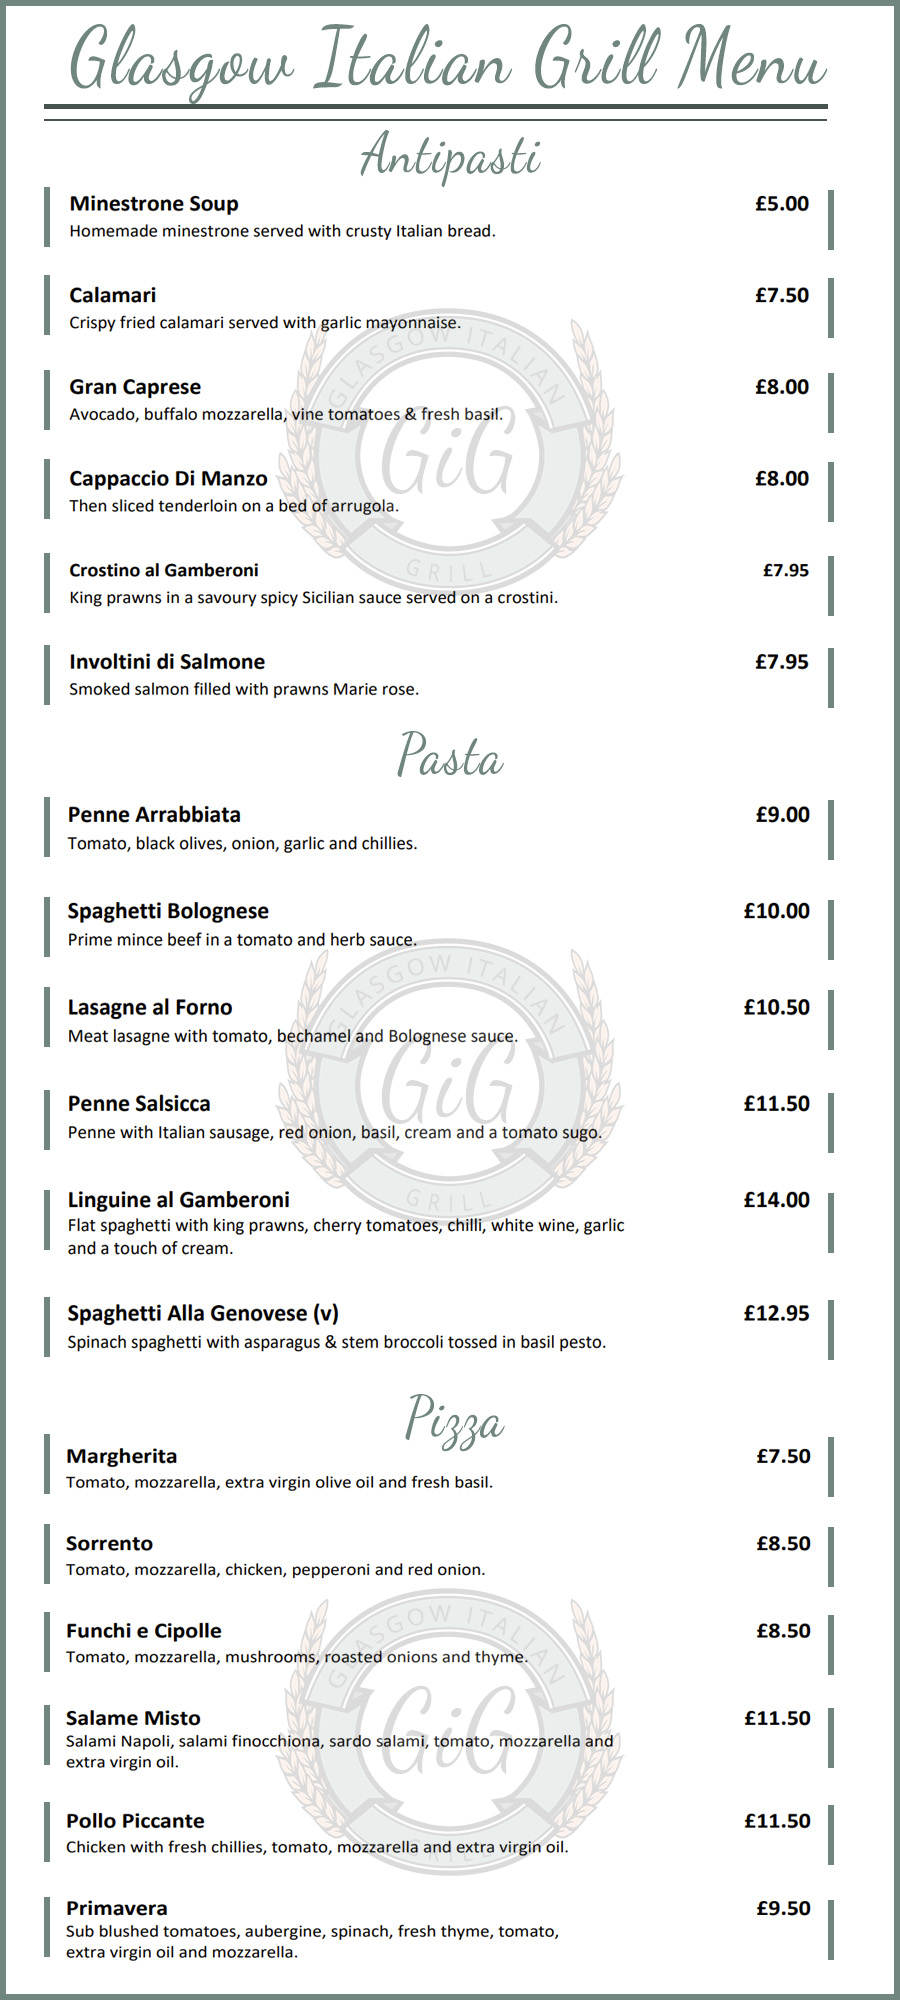 Glasgow Italian Grill Menu
Antipasti
Minestrone Soup £5.00
Homemade minestrone served with crusty Italian bread.
Calamari £7.50
Crispy fried calamari served with garlic mayonnaise.
Gran Caprese £8.00
Avocado, buffalo mozzarella, vine tomatoes & fresh basil.
Cappaccio Di Manzo £8.00
Then sliced tenderloin on a bed of arrugola.
Crostino al Gamberoni £7.95
King prawns in a savoury spicy Sicilian sauce served on a crostini.
Involtini di Salmone £7.95
Smoked salmon filled with prawns Marie rose.
GLASGOW ITALIAN
GiG
GRILL
Pasta
Penne Arrabbiata £9.00
Tomato, black olives, onion, garlic and chillies.
Spaghetti Bolognese £10.00
Prime mince beef in a tomato and herb sauce.
Lasagne al Forno £10.50
Meat lasagne with tomato, bechamel and Bolognese sauce.
Penne Salsicca £11.50
Penne with Italian sausage, red onion, basil, cream and a tomato sugo.
Linguine al Gamberoni £14.00
Flat spaghetti with king prawns, cherry tomatoes, chilli, white wine, garlic
and a touch of cream.
Spaghetti Alla Genovese (v) £12.95
Spinach spaghetti with asparagus & stem broccoli tossed in basil pesto.
GLASGOW ITALIAN
GiG
GRILL
Pizza
Margherita £7.50
Tomato, mozzarella, extra virgin olive oil and fresh basil.
Sorrento £8.50
Tomato, mozzarella, chicken, pepperoni and red onion.
Funchi e Cipolle £8.50
Tomato, mozzarella, mushrooms, roasted onions and thyme.
Salame Misto £11.50
Salami Napoli, salami finocchiona, sardo salami, tomato, mozzarella and
extra virgin oil.
Pollo Piccante £11.50
Chicken with fresh chillies, tomato, mozzarella and extra virgin oil.
Primavera £9.50
Sub blushed tomatoes, aubergine, spinach, fresh thyme, tomato,
extra virgin oil and mozzarella.
GLASGOW ITALIAN
GiG
GRILL